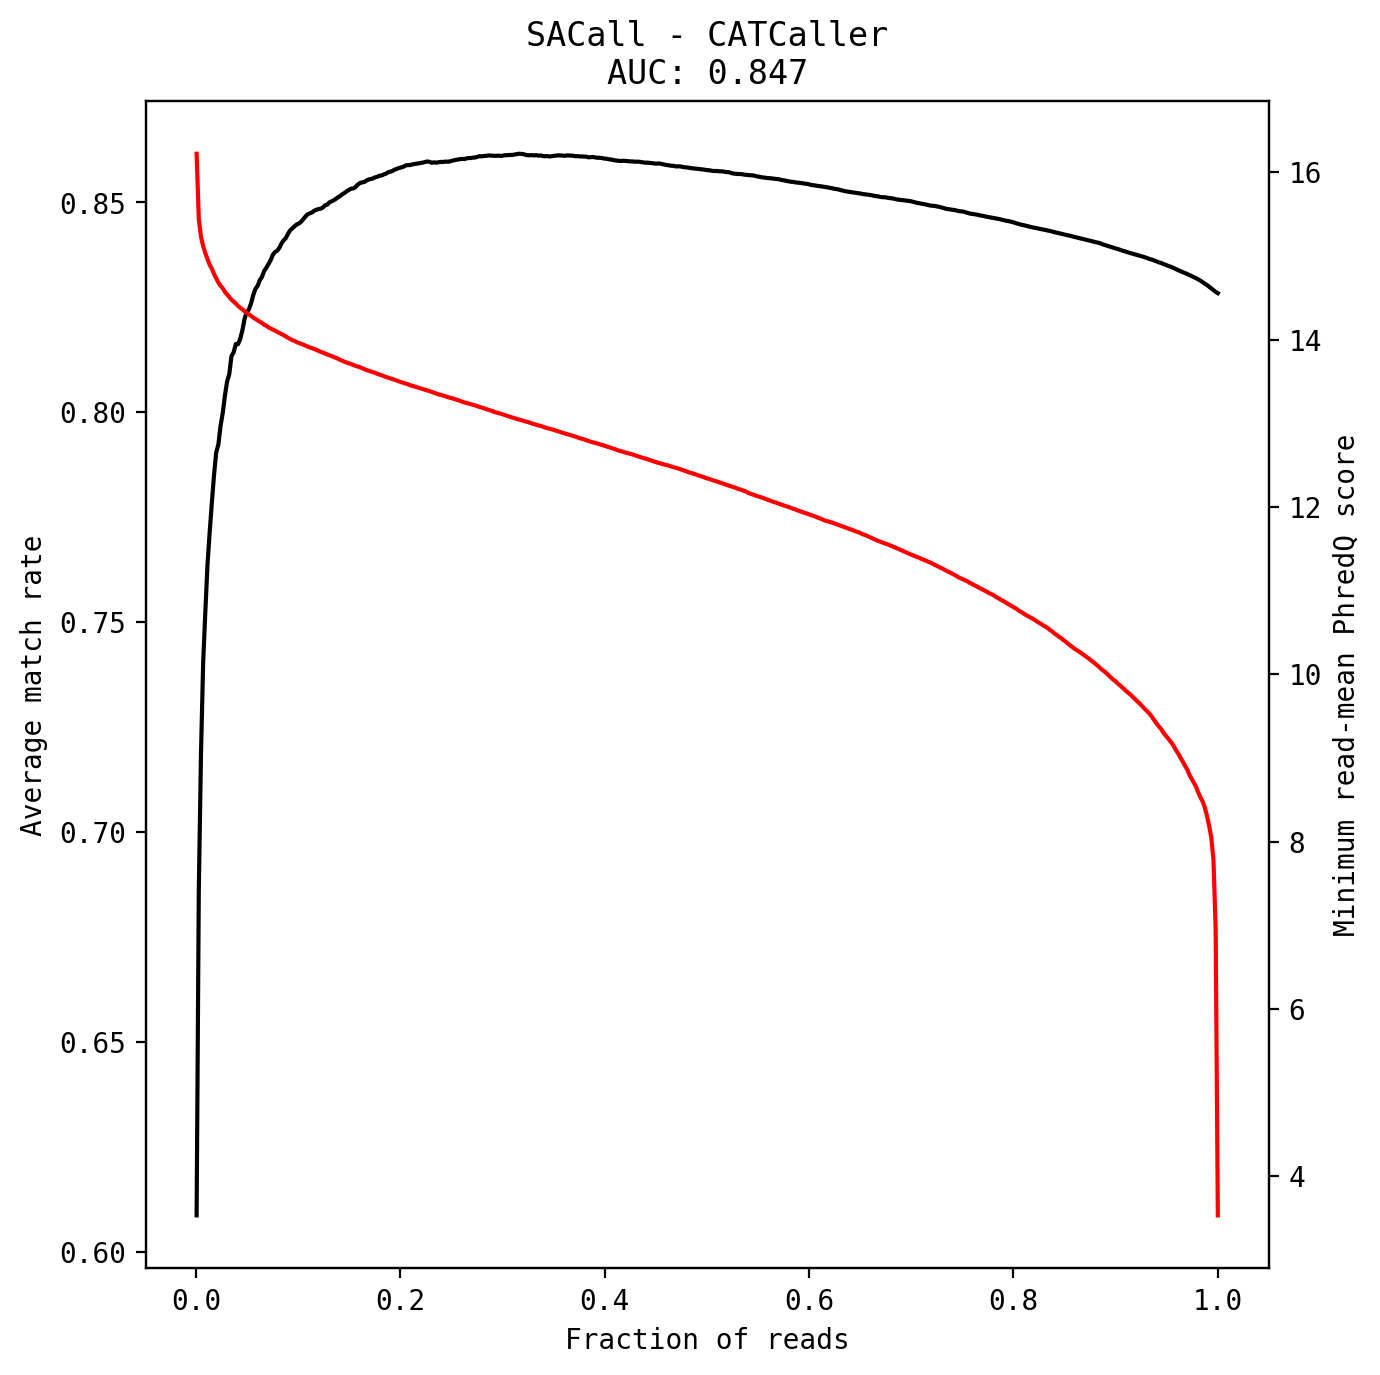 SACall - CATCaller
AUC: 0.847
0.85
0.80
0.75
0.70
0.65
0.60
Average match rate
16
14
12
10
8
6
4
Minimum read-mean PhredQ score
0.0 0.2 0.4 0.6 0.8 1.0
Fraction of reads